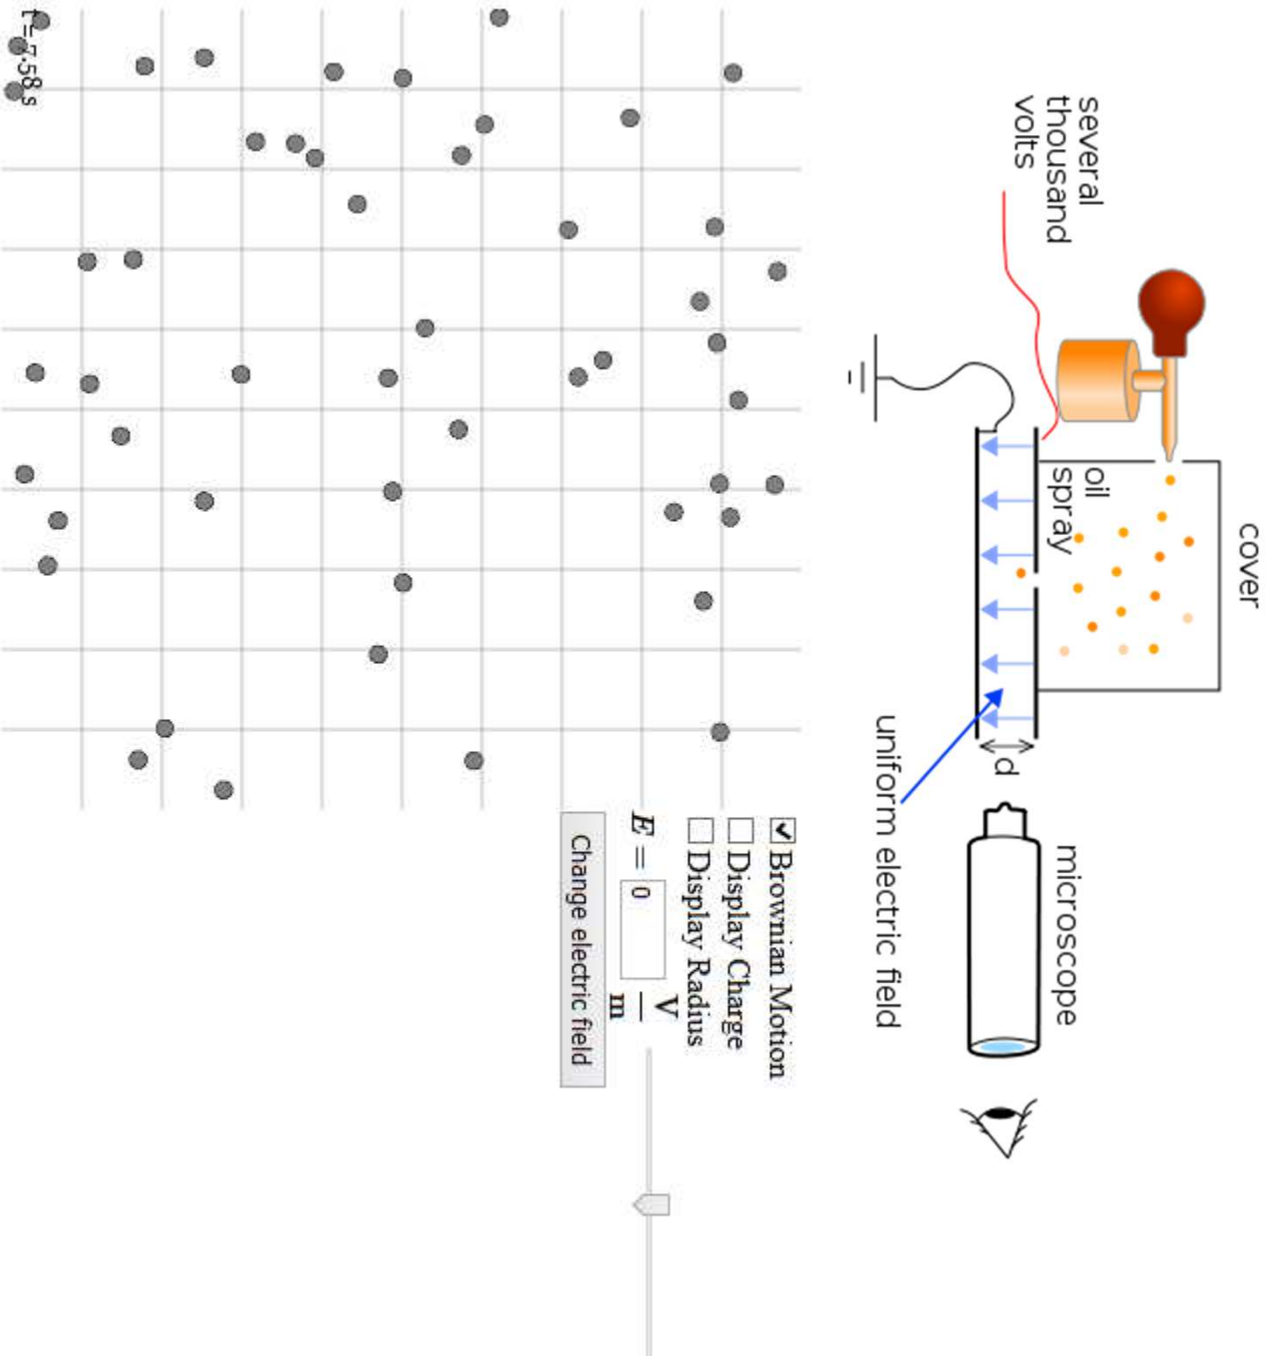 cover
several
thousand
volts
oil
spray
d
microscope
uniform electric field
Brownian Motion
Display Charge
Display Radius
E = 0 V/m
Change electric field
t = 7.58 s